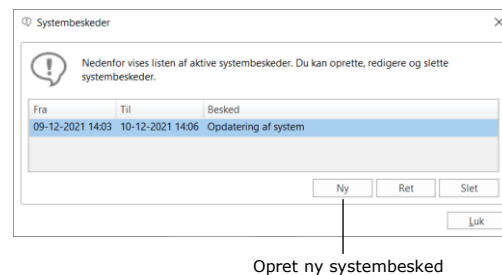 Systembeskeder
Nedenfor vises listen af aktive systembeskeder. Du kan oprette, redigere og slette
systembeskeder.
Fra Til Besked
09-12-2021 14:03 10-12-2021 14:06 Opdatering af system
Ny Ret Slet
Luk
Opret ny systembesked